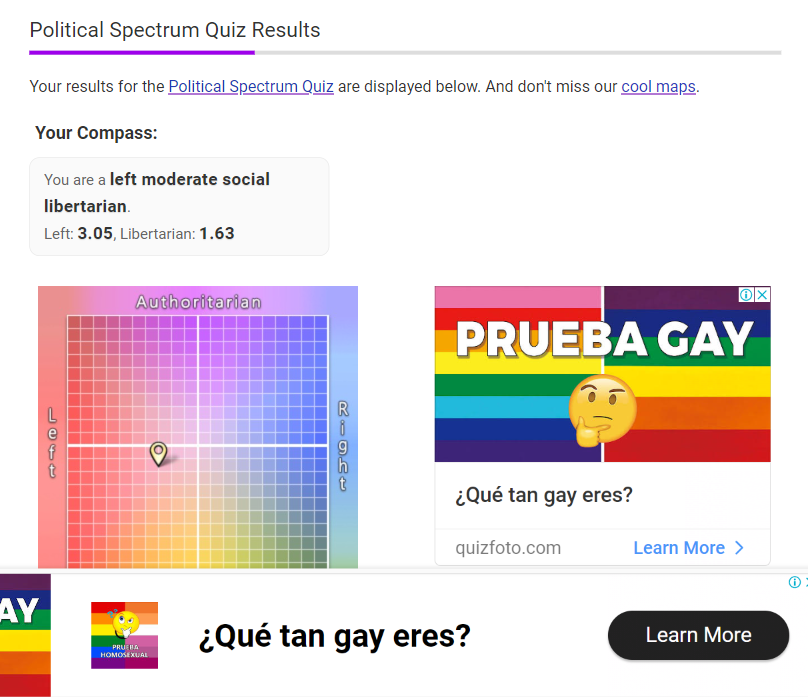 Political Spectrum Quiz Results
Your results for the Political Spectrum Quiz are displayed below. And don't miss our cool maps.
Your Compass:
You are a left moderate social
libertarian.
Left: 3.05, Libertarian: 1.63
Authoritarian
Left
Right
PRUEBA GAY
¿Qué tan gay eres?
quizfoto.com
Learn More
AY
PRUEBA
HOMOSEXUAL
¿Qué tan gay eres?
Learn More